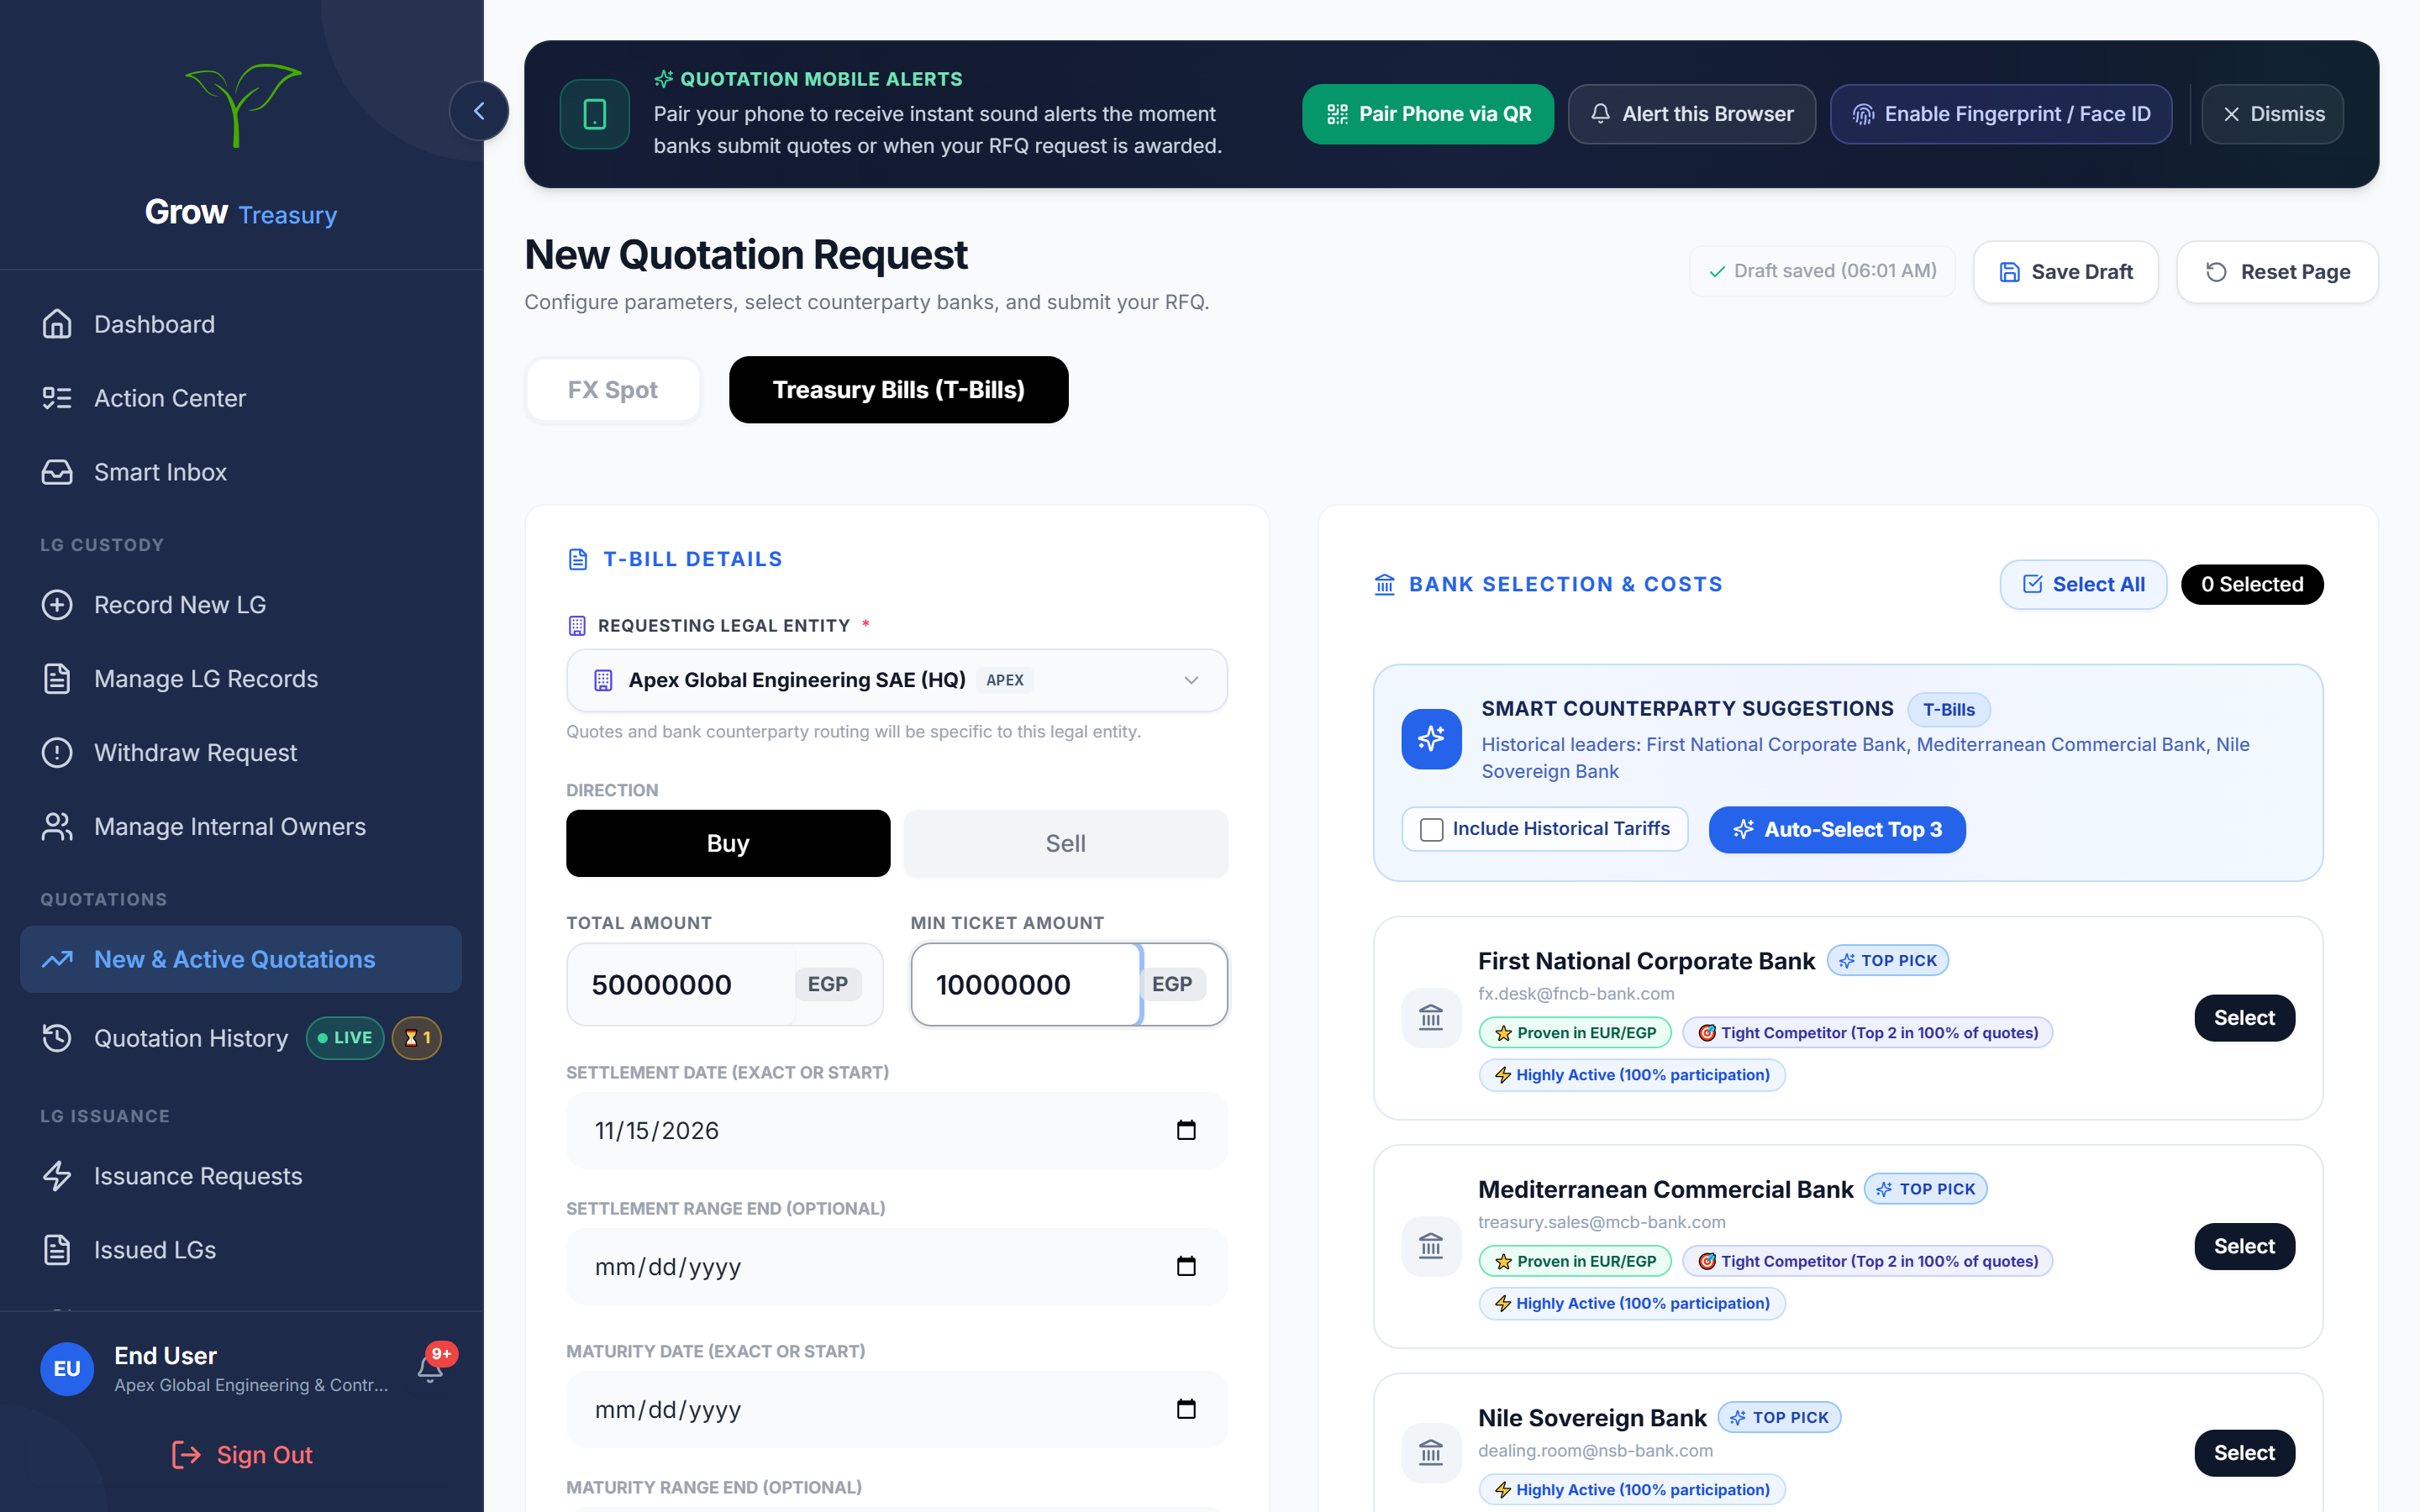 Grow Treasury
Dashboard
Action Center
Smart Inbox
LG CUSTODY
Record New LG
Manage LG Records
Withdraw Request
Manage Internal Owners
QUOTATIONS
New & Active Quotations
Quotation History LIVE ⏳ 1
LG ISSUANCE
Issuance Requests
Issued LGs
EU
End User
Apex Global Engineering & Contr...
9+
Sign Out
QUOTATION MOBILE ALERTS
Pair your phone to receive instant sound alerts the moment
banks submit quotes or when your RFQ request is awarded.
Pair Phone via QR
Alert this Browser
Enable Fingerprint / Face ID
Dismiss
New Quotation Request
Configure parameters, select counterparty banks, and submit your RFQ.
Draft saved (06:01 AM)
Save Draft
Reset Page
FX Spot
Treasury Bills (T-Bills)
T-BILL DETAILS
REQUESTING LEGAL ENTITY *
Apex Global Engineering SAE (HQ) APEX
Quotes and bank counterparty routing will be specific to this legal entity.
DIRECTION
Buy
Sell
TOTAL AMOUNT
50000000 EGP
MIN TICKET AMOUNT
10000000 EGP
SETTLEMENT DATE (EXACT OR START)
11/15/2026
SETTLEMENT RANGE END (OPTIONAL)
mm/dd/yyyy
MATURITY DATE (EXACT OR START)
mm/dd/yyyy
MATURITY RANGE END (OPTIONAL)
BANK SELECTION & COSTS
Select All
0 Selected
SMART COUNTERPARTY SUGGESTIONS T-Bills
Historical leaders: First National Corporate Bank, Mediterranean Commercial Bank, Nile
Sovereign Bank
Include Historical Tariffs
Auto-Select Top 3
First National Corporate Bank TOP PICK
fx.desk@fncb-bank.com
⭐ Proven in EUR/EGP
🎯 Tight Competitor (Top 2 in 100% of quotes)
⚡ Highly Active (100% participation)
Select
Mediterranean Commercial Bank TOP PICK
treasury.sales@mcb-bank.com
⭐ Proven in EUR/EGP
🎯 Tight Competitor (Top 2 in 100% of quotes)
⚡ Highly Active (100% participation)
Select
Nile Sovereign Bank TOP PICK
dealing.room@nsb-bank.com
⚡ Highly Active (100% participation)
Select